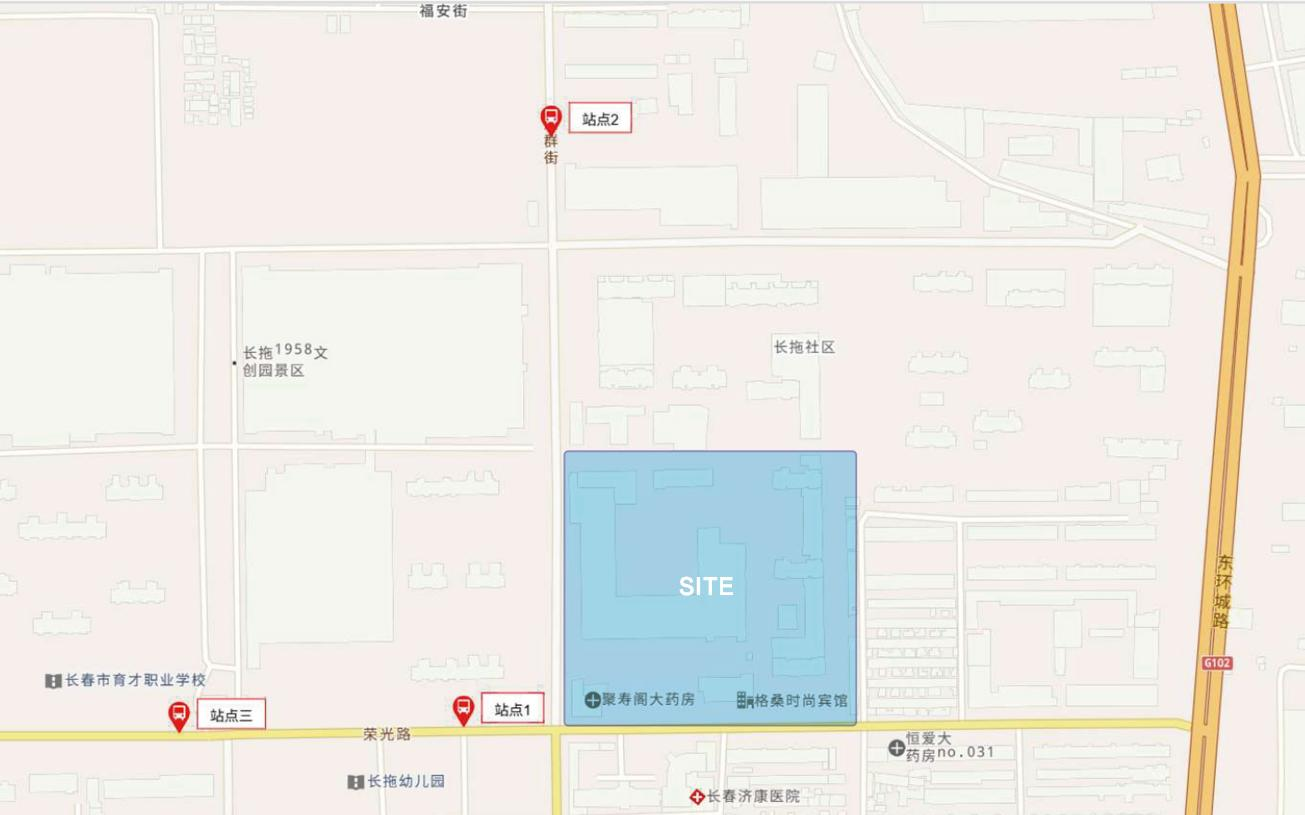 福安街
站点2
群
街
长拖1958文
创园景区
长拖社区
SITE
东
环
城
路
G102
长春市育才职业学校
聚寿阁大药房
格桑时尚宾馆
站点三
站点1
荣光路
恒爱大
药房no.031
长拖幼儿园
长春济康医院